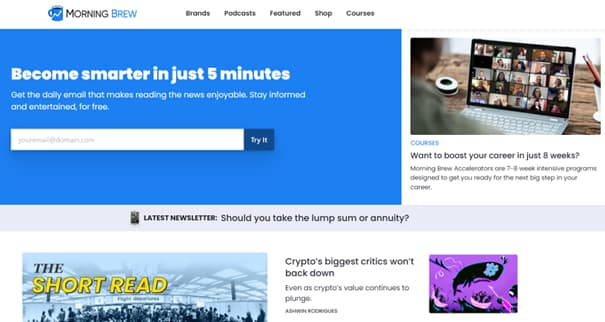 MORNING BREW
Brands Podcasts Featured Shop Courses
Become smarter in just 5 minutes
Get the daily email that makes reading the news enjoyable. Stay informed
and entertained, for free.
youremail@domain.com Try It
COURSES
Want to boost your career in just 8 weeks?
Morning Brew Accelerators are 7-8 week intensive programs
designed to get you ready for the next big step in your
career.
LATEST NEWSLETTER: Should you take the lump sum or annuity?
THE
SHORT READ
Flight departures
Crypto's biggest critics won't
back down
Even as crypto's value continues to
plunge.
ASHWIN RODRIGUES